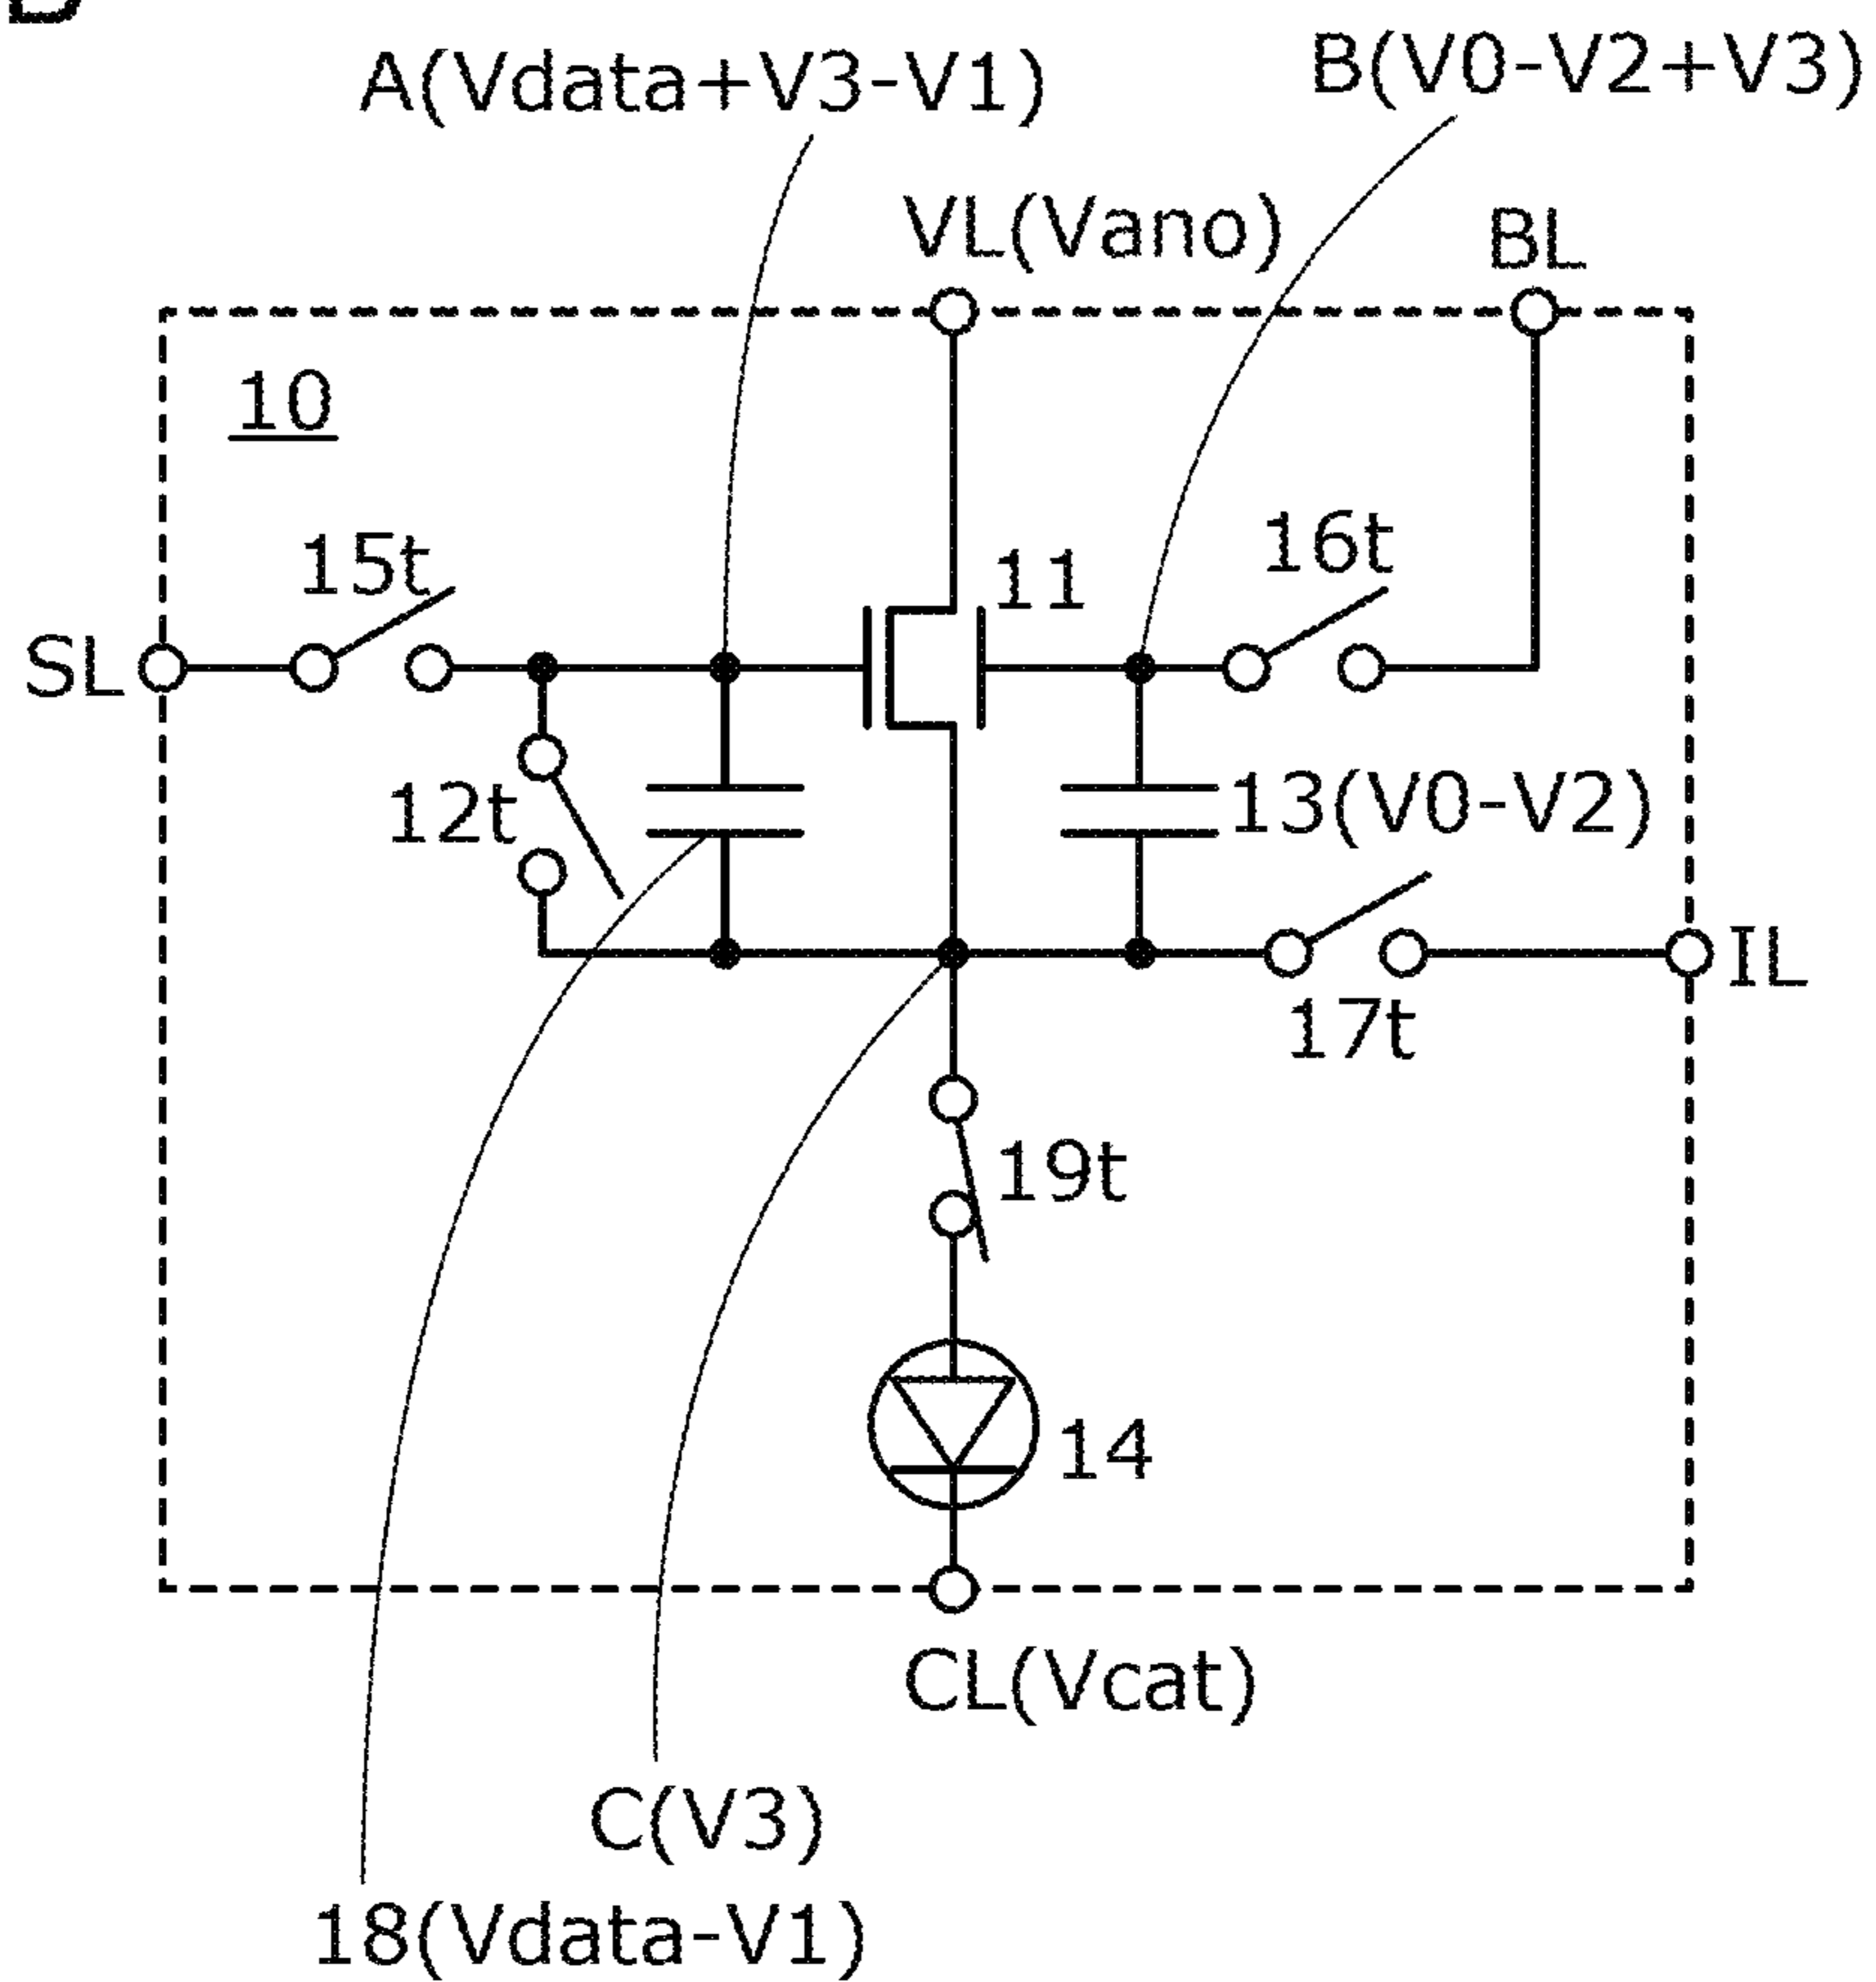 A(Vdata+V3-V1)
B(V0-V2+V3)
VL(Vano)
BL
10
15t
16t
11
SL
12t
13(V0-V2)
IL
17t
19t
14
CL(Vcat)
C(V3)
18(Vdata-V1)